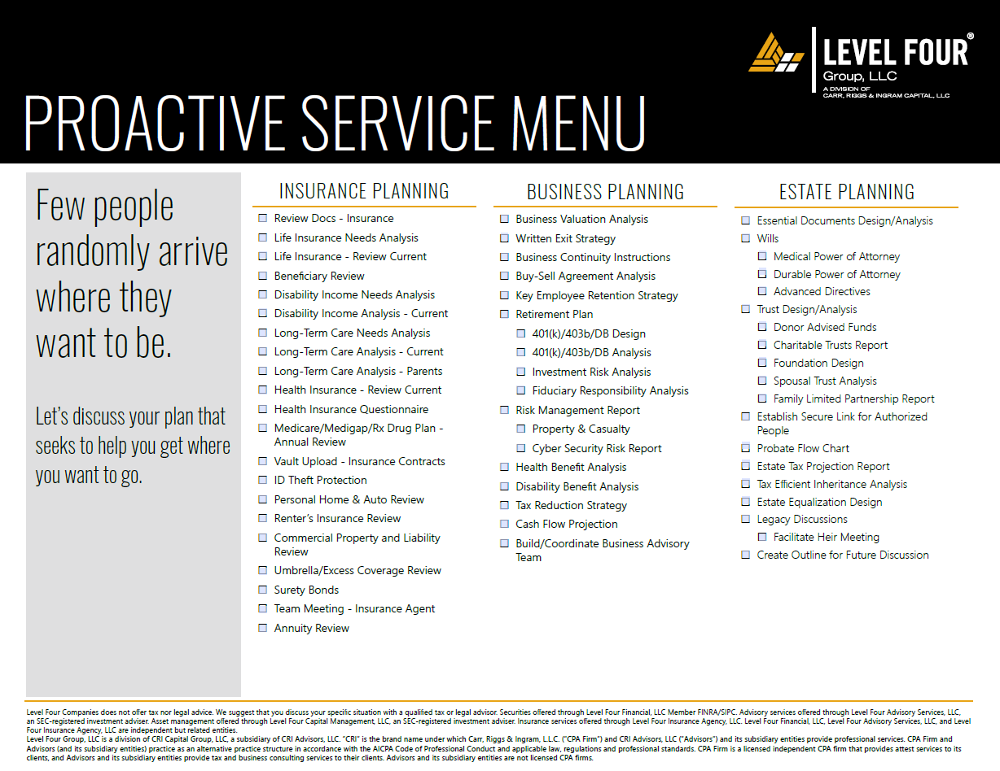 LEVEL FOUR®
Group, LLC
A DIVISION OF
CARR, RIGGS & INGRAM CAPITAL, LLC
PROACTIVE SERVICE MENU
Few people
randomly arrive
where they
want to be.
Let's discuss your plan that
seeks to help you get where
you want to go.
INSURANCE PLANNING
Review Docs - Insurance
Life Insurance Needs Analysis
Life Insurance - Review Current
Beneficiary Review
Disability Income Needs Analysis
Disability Income Analysis - Current
Long-Term Care Needs Analysis
Long-Term Care Analysis - Current
Long-Term Care Analysis - Parents
Health Insurance - Review Current
Health Insurance Questionnaire
Medicare/Medigap/Rx Drug Plan -
Annual Review
Vault Upload - Insurance Contracts
ID Theft Protection
Personal Home & Auto Review
Renter's Insurance Review
Commercial Property and Liability
Review
Umbrella/Excess Coverage Review
Surety Bonds
Team Meeting - Insurance Agent
Annuity Review
BUSINESS PLANNING
Business Valuation Analysis
Written Exit Strategy
Business Continuity Instructions
Buy-Sell Agreement Analysis
Key Employee Retention Strategy
Retirement Plan
401(k)/403b/DB Design
401(k)/403b/DB Analysis
Investment Risk Analysis
Fiduciary Responsibility Analysis
Risk Management Report
Property & Casualty
Cyber Security Risk Report
Health Benefit Analysis
Disability Benefit Analysis
Tax Reduction Strategy
Cash Flow Projection
Build/Coordinate Business Advisory
Team
ESTATE PLANNING
Essential Documents Design/Analysis
Wills
Medical Power of Attorney
Durable Power of Attorney
Advanced Directives
Trust Design/Analysis
Donor Advised Funds
Charitable Trusts Report
Foundation Design
Spousal Trust Analysis
Family Limited Partnership Report
Establish Secure Link for Authorized
People
Probate Flow Chart
Estate Tax Projection Report
Tax Efficient Inheritance Analysis
Estate Equalization Design
Legacy Discussions
Facilitate Heir Meeting
Create Outline for Future Discussion
Level Four Companies does not offer tax nor legal advice. We suggest that you discuss your specific situation with a qualified tax or legal advisor. Securities offered through Level Four Financial, LLC Member FINRA/SIPC. Advisory services offered through Level Four Advisory Services, LLC,
an SEC-registered investment adviser. Asset management offered through Level Four Capital Management, LLC, an SEC-registered investment adviser. Insurance services offered through Level Four Insurance Agency, LLC. Level Four Financial, LLC, Level Four Advisory Services, LLC, and Level
Four Insurance Agency, LLC are independent but related entities.
Level Four Group, LLC is a division of CRI Capital Group, LLC, a subsidiary of CRI Advisors, LLC. "CRI" is the brand name under which Carr, Riggs & Ingram, L.L.C. ("CPA Firm") and CRI Advisors, LLC ("Advisors") and its subsidiary entities provide professional services. CPA Firm and
Advisors (and its subsidiary entities) practice as an alternative practice structure in accordance with the AICPA Code of Professional Conduct and applicable law, regulations and professional standards. CPA Firm is a licensed independent CPA firm that provides attest services to its
clients, and Advisors and its subsidiary entities provide tax and business consulting services to their clients. Advisors and its subsidiary entities are not licensed CPA firms.